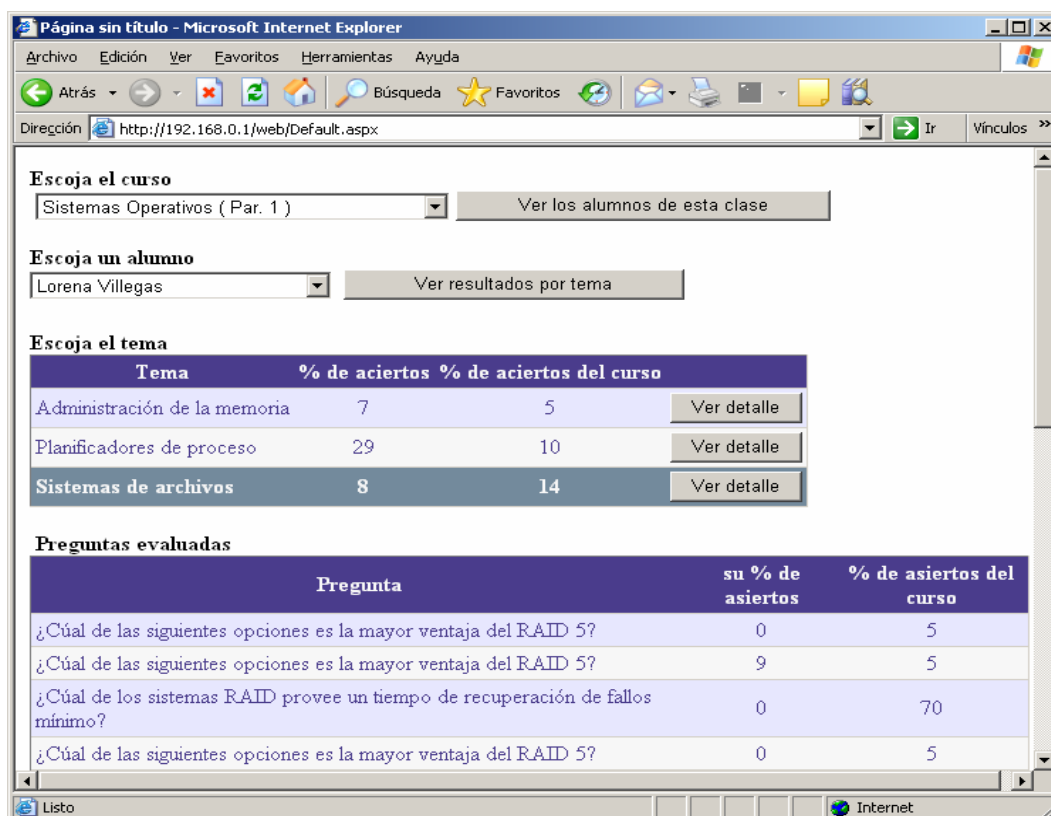 Página sin título - Microsoft Internet Explorer
Archivo Edición Ver Favoritos Herramientas Ayuda
Atrás Búsqueda Favoritos
Dirección http://192.168.0.1/web/Default.aspx Ir Vínculos »
Escoja el curso
Sistemas Operativos ( Par. 1 ) Ver los alumnos de esta clase
Escoja un alumno
Lorena Villegas Ver resultados por tema
Escoja el tema
Tema % de aciertos % de aciertos del curso
Administración de la memoria 7 5 Ver detalle
Planificadores de proceso 29 10 Ver detalle
Sistemas de archivos 8 14 Ver detalle
Preguntas evaluadas
Pregunta su % de asiertos % de asiertos del curso
¿Cúal de las siguientes opciones es la mayor ventaja del RAID 5? 0 5
¿Cúal de las siguientes opciones es la mayor ventaja del RAID 5? 9 5
¿Cúal de los sistemas RAID provee un tiempo de recuperación de fallos
mínimo? 0 70
¿Cúal de las siguientes opciones es la mayor ventaja del RAID 5? 0 5
Listo Internet